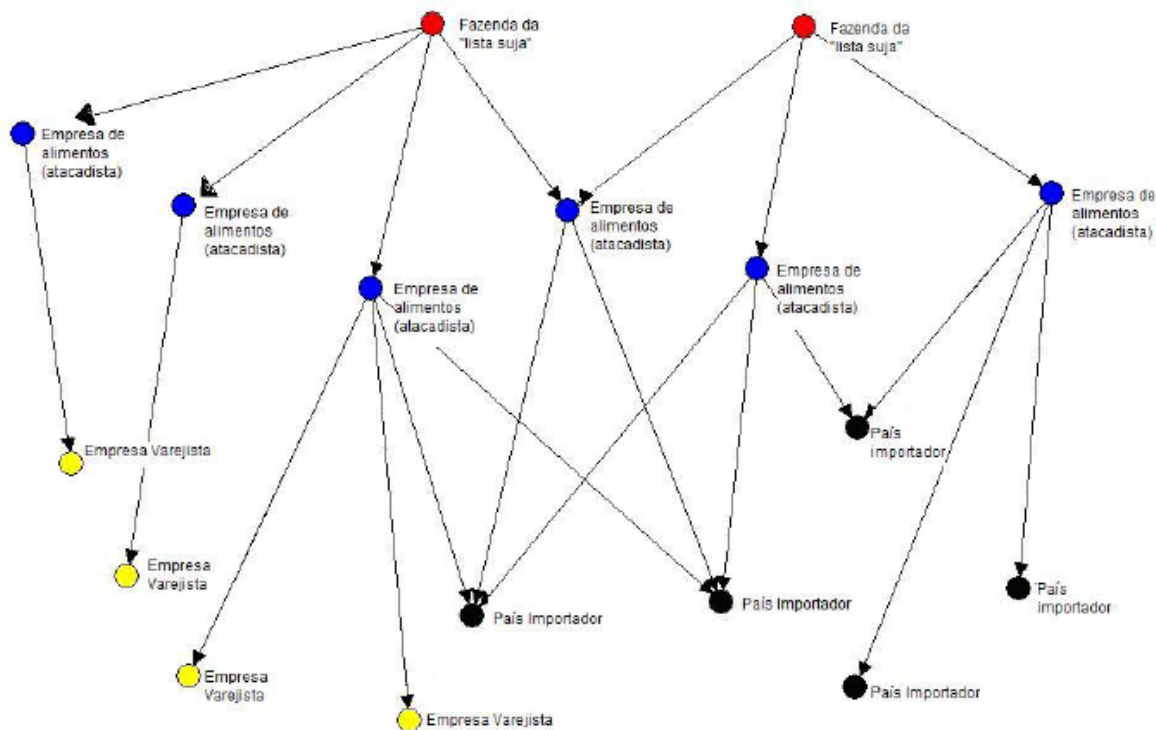 Fazenda da
"lista suja"
Fazenda da
"lista suja"
Empresa de
alimentos
(atacadista)
Empresa de
alimentos
(atacadista)
Empresa de
alimentos
(atacadista)
Empresa de
alimentos
(atacadista)
Empresa de
alimentos
(atacadista)
Empresa de
alimentos
(atacadista)
País
importador
Empresa Varejista
Empresa
Varejista
País Importador
País Importador
País
importador
Empresa
Varejista
Empresa Varejista
País Importador